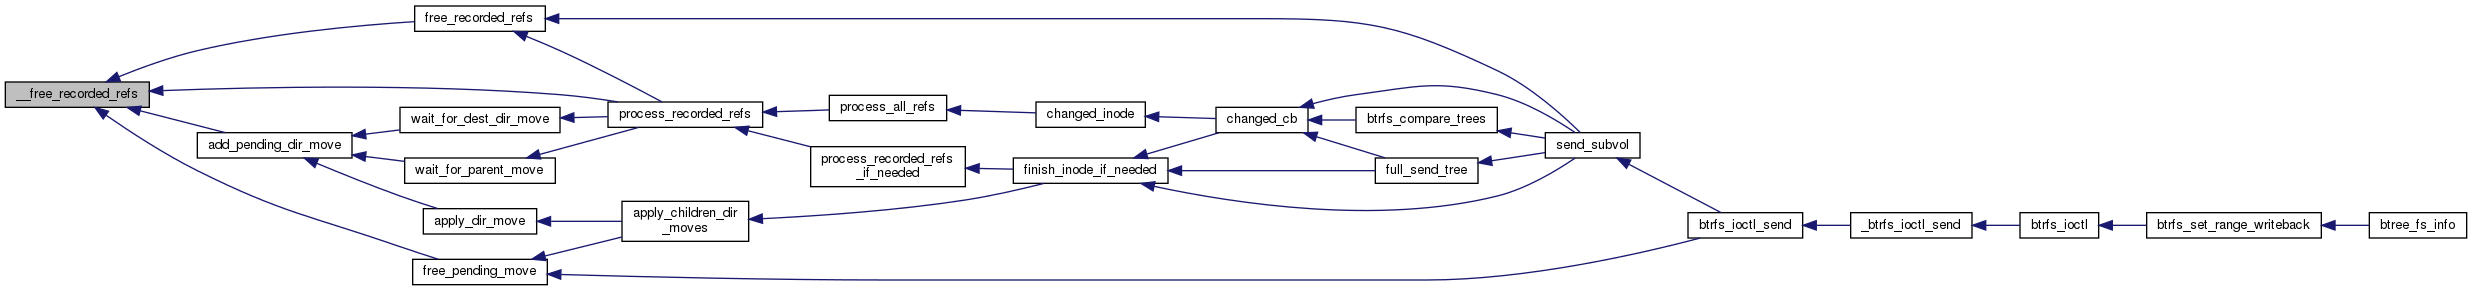 free_recorded_refs
__free_recorded_refs
process_all_refs
wait_for_dest_dir_move
process_recorded_refs
changed_inode
changed_cb
btrfs_compare_trees
add_pending_dir_move
send_subvol
wait_for_parent_move
process_recorded_refs
_if_needed
finish_inode_if_needed
full_send_tree
apply_dir_move
apply_children_dir
_moves
btrfs_ioctl_send
_btrfs_ioctl_send
btrfs_ioctl
btrfs_set_range_writeback
btree_fs_info
free_pending_move